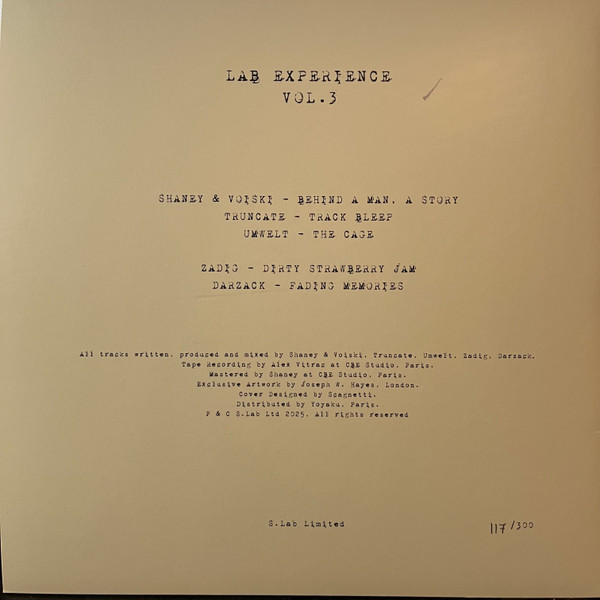 LAB EXPERIENCE
VOL.3
SHANEY & VOISKI - BEHIND A MAN, A STORY
TRUNCATE - TRACK BLEEP
UMWELT - THE CAGE
ZADIG - DIRTY STRAWBERRY JAM
DARZACK - FADING MEMORIES
All tracks written, produced and mixed by Shaney & Voiski, Truncate, Umwelt, Zadig, Darzack.
Tape Recording by Alex Vitras at CBE Studio, Paris.
Mastered by Shaney at CBE Studio, Paris.
Exclusive Artwork by Joseph W. Hayes, London.
Cover Designed by Scagnetti.
Distributed by Yoyaku, Paris.
P & C S.Lab Ltd 2025. All rights reserved
S.Lab Limited
117/300